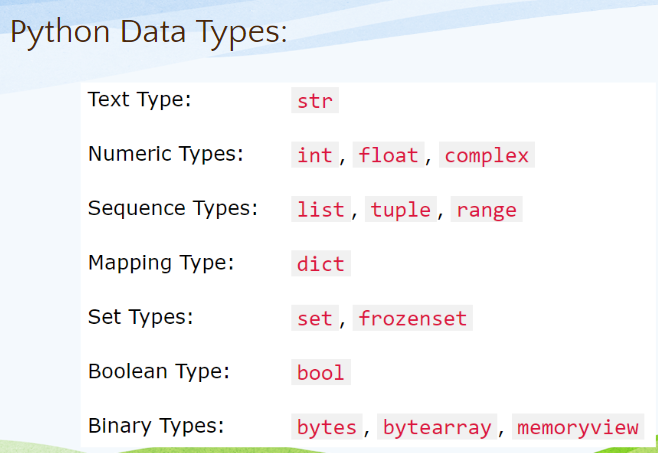 Python Data Types:
Text Type: str
Numeric Types: int, float, complex
Sequence Types: list, tuple, range
Mapping Type: dict
Set Types: set, frozenset
Boolean Type: bool
Binary Types: bytes, bytearray, memoryview